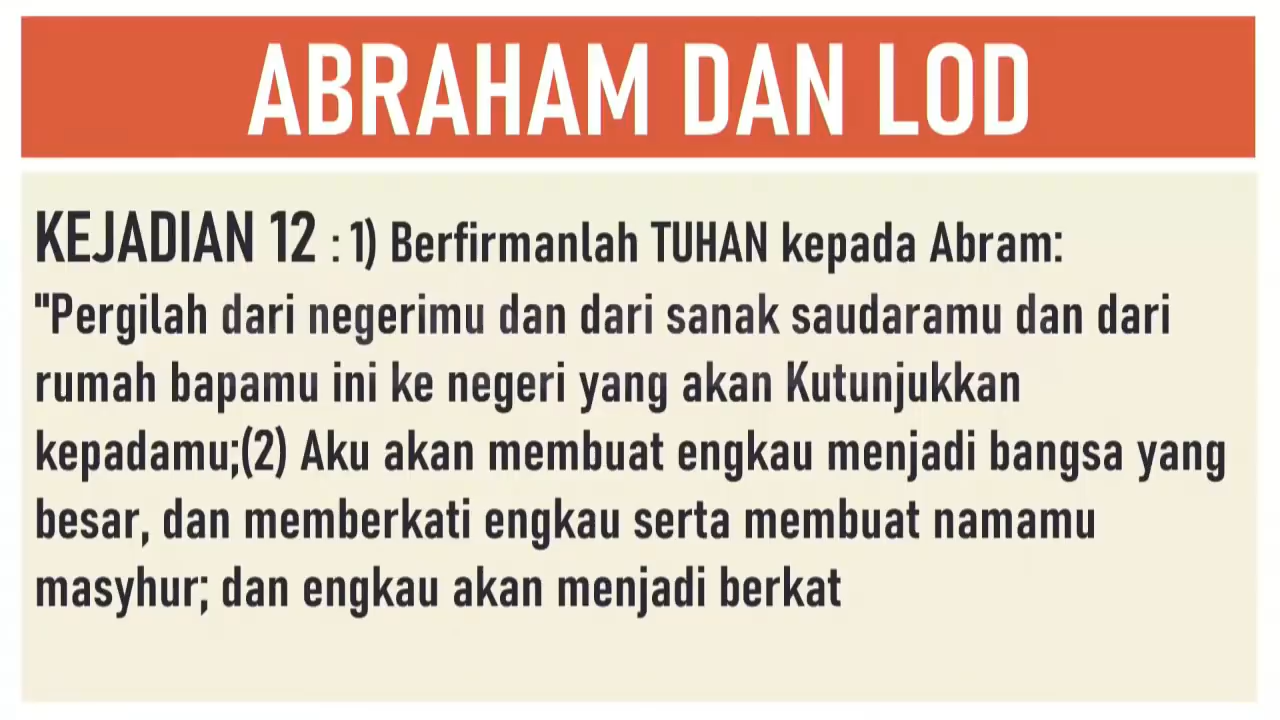 ABRAHAM DAN LOD
KEJADIAN 12 : 1) Berfirmanlah TUHAN kepada Abram:
"Pergilah dari negerimu dan dari sanak saudaramu dan dari
rumah bapamu ini ke negeri yang akan Kutunjukkan
kepadamu;(2) Aku akan membuat engkau menjadi bangsa yang
besar, dan memberkati engkau serta membuat namamu
masyhur; dan engkau akan menjadi berkat